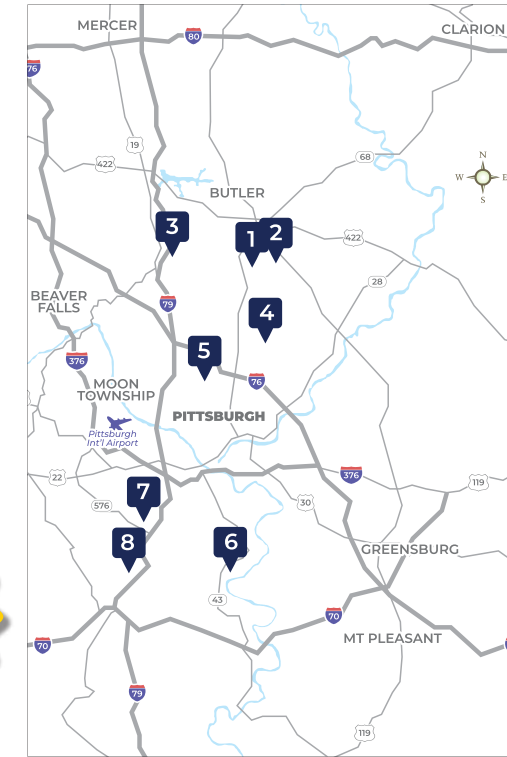 MERCER
80
CLARION
76
19
422
68
N
W
E
S
BUTLER
3
1
2
422
28
BEAVER
FALLS
79
4
376
5
76
MOON
TOWNSHIP
PITTSBURGH
Pittsburgh
Int'l Airport
22
376
119
7
576
30
8
6
GREENSBURG
43
70
70
MT PLEASANT
79
119